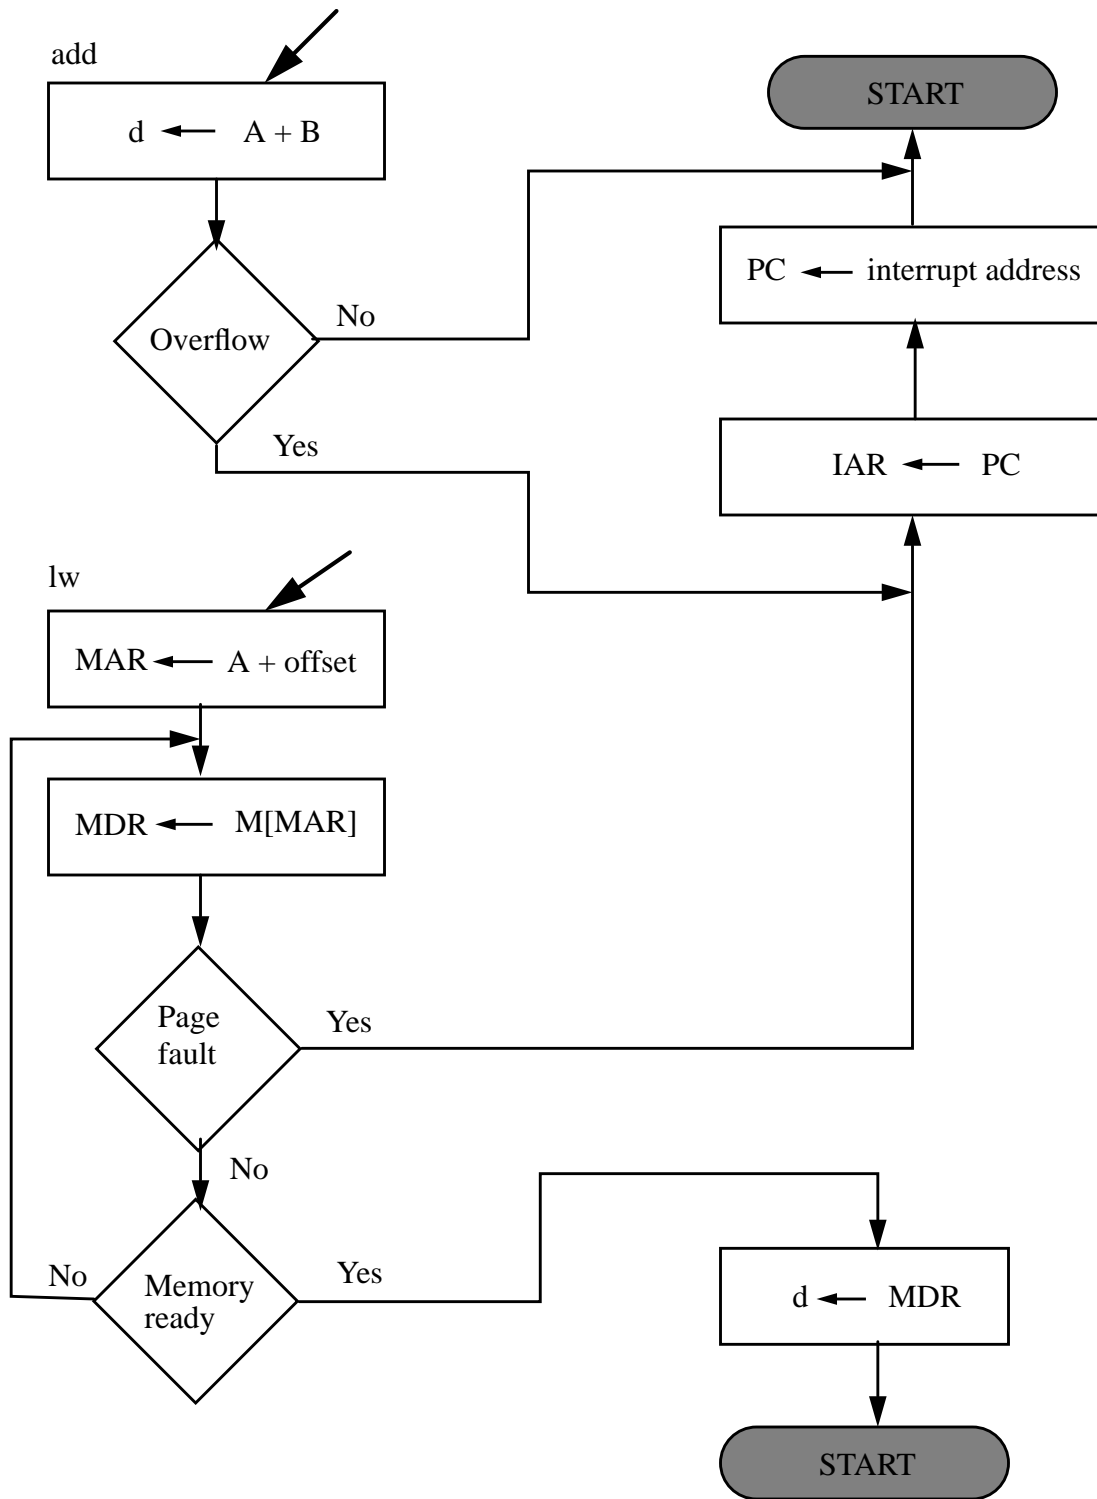 add
d ← A + B
START
PC ← interrupt address
No
Overflow
Yes
IAR ← PC
lw
MAR ← A + offset
MDR ← M[MAR]
Page
fault
Yes
No
No
Memory
ready
Yes
d ← MDR
START